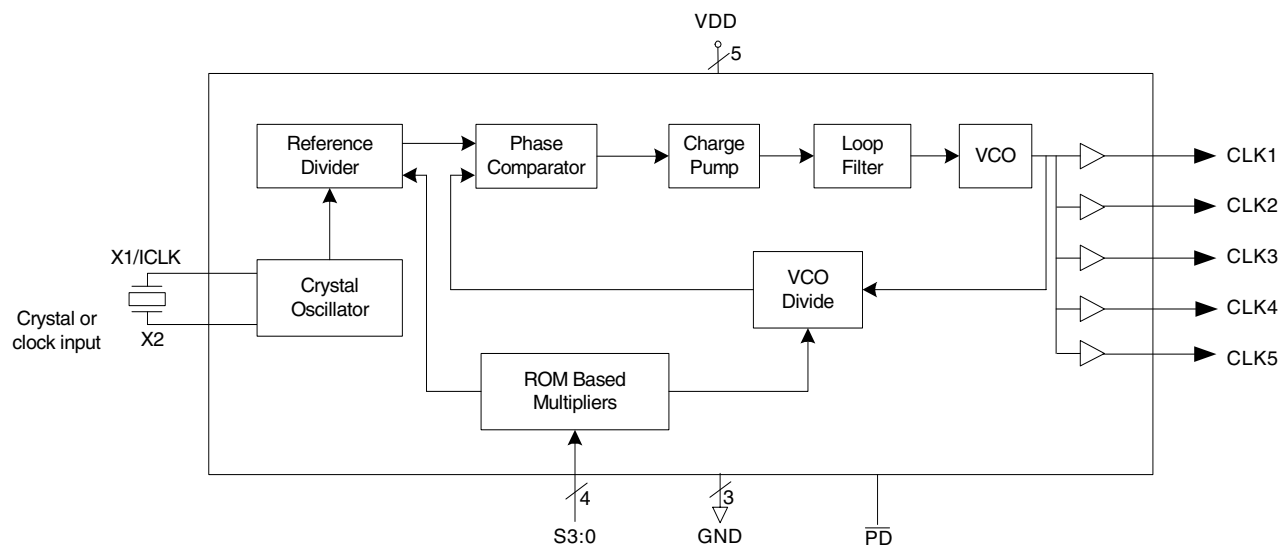 VDD
5
Reference
Divider
Phase
Comparator
Charge
Pump
Loop
Filter
VCO
CLK1
CLK2
CLK3
CLK4
CLK5
X1/ICLK
Crystal
Oscillator
VCO
Divide
Crystal or
clock input
X2
ROM Based
Multipliers
4
3
S3:0
GND
PD